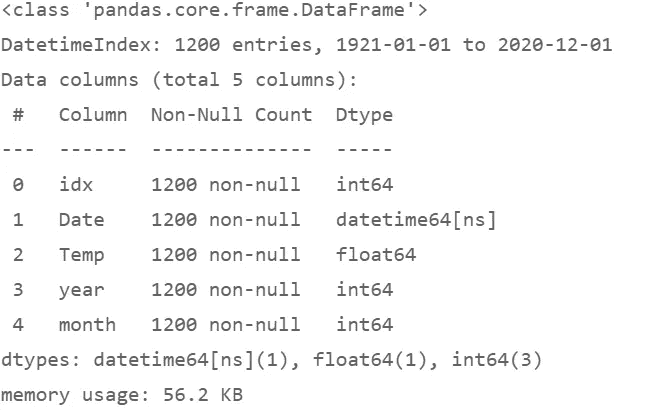 <class 'pandas.core.frame.DataFrame'>
DatetimeIndex: 1200 entries, 1921-01-01 to 2020-12-01
Data columns (total 5 columns):
 #   Column  Non-Null Count  Dtype
---  ------  --------------  -----
 0   idx     1200 non-null   int64
 1   Date    1200 non-null   datetime64[ns]
 2   Temp    1200 non-null   float64
 3   year    1200 non-null   int64
 4   month   1200 non-null   int64
dtypes: datetime64[ns](1), float64(1), int64(3)
memory usage: 56.2 KB